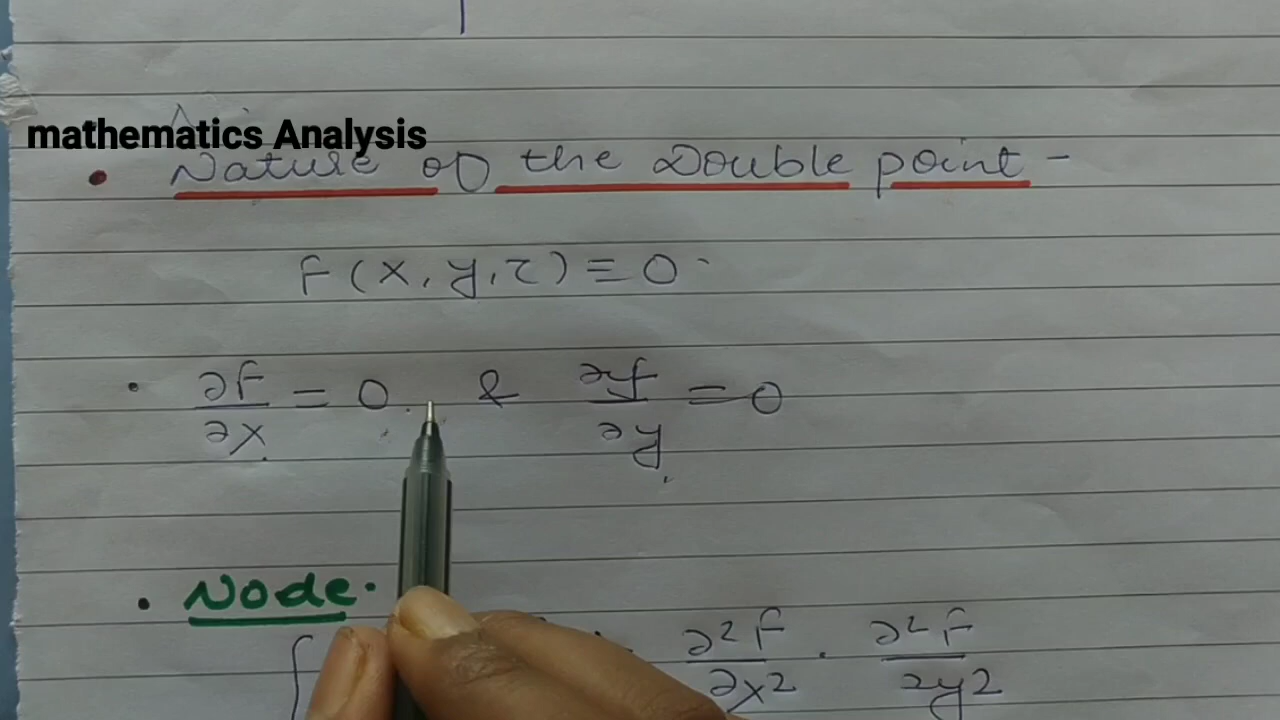 mathematics Analysis
• Nature of the Double point -
F(x, y, z) = 0
• ∂F/∂x = 0 & ∂F/∂y = 0
• Node.
∂²F/∂x² . ∂²F/∂y²